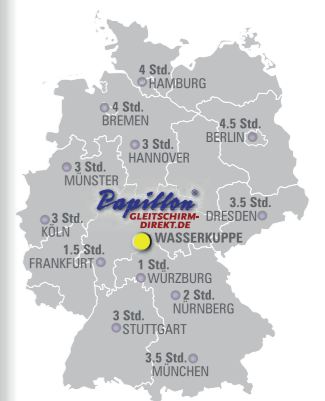 4 Std.
HAMBURG
4 Std.
BREMEN
4.5 Std.
BERLIN
3 Std.
HANNOVER
3 Std.
MÜNSTER
Papillon®
GLEITSCHIRM-
DIREKT.DE
3.5 Std.
DRESDEN
3 Std.
KÖLN
WASSERKUPPE
1.5 Std.
FRANKFURT
1 Std.
WÜRZBURG
2 Std.
NÜRNBERG
3 Std.
STUTTGART
3.5 Std.
MÜNCHEN